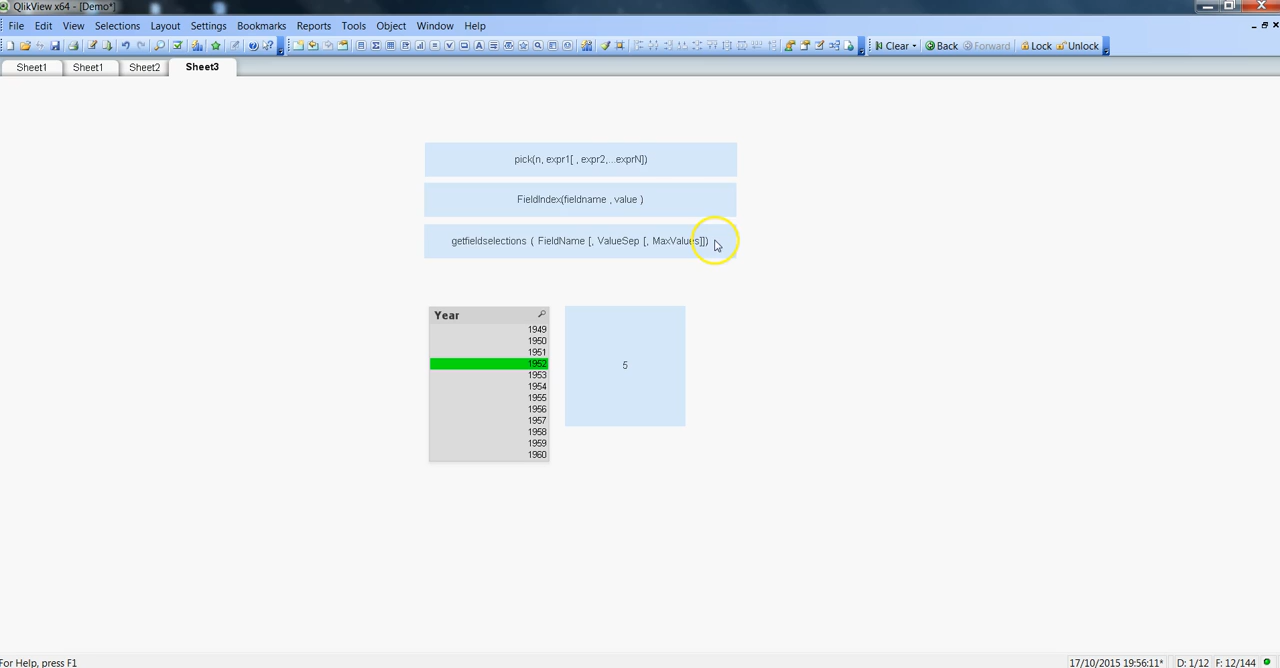 QlikView x64 - [Demo*]
File Edit View Selections Layout Settings Bookmarks Reports Tools Object Window Help
Clear Back Forward Lock Unlock
Sheet1 Sheet1 Sheet2 Sheet3
pick(n, expr1[ , expr2,...exprN])
FieldIndex(fieldname , value )
getfieldselections ( FieldName [, ValueSep [, MaxValues]])
Year
1949
1950
1951
1952
1953
1954
1955
1956
1957
1958
1959
1960
5
For Help, press F1
17/10/2015 19:56:11* D: 1/12 F: 12/144